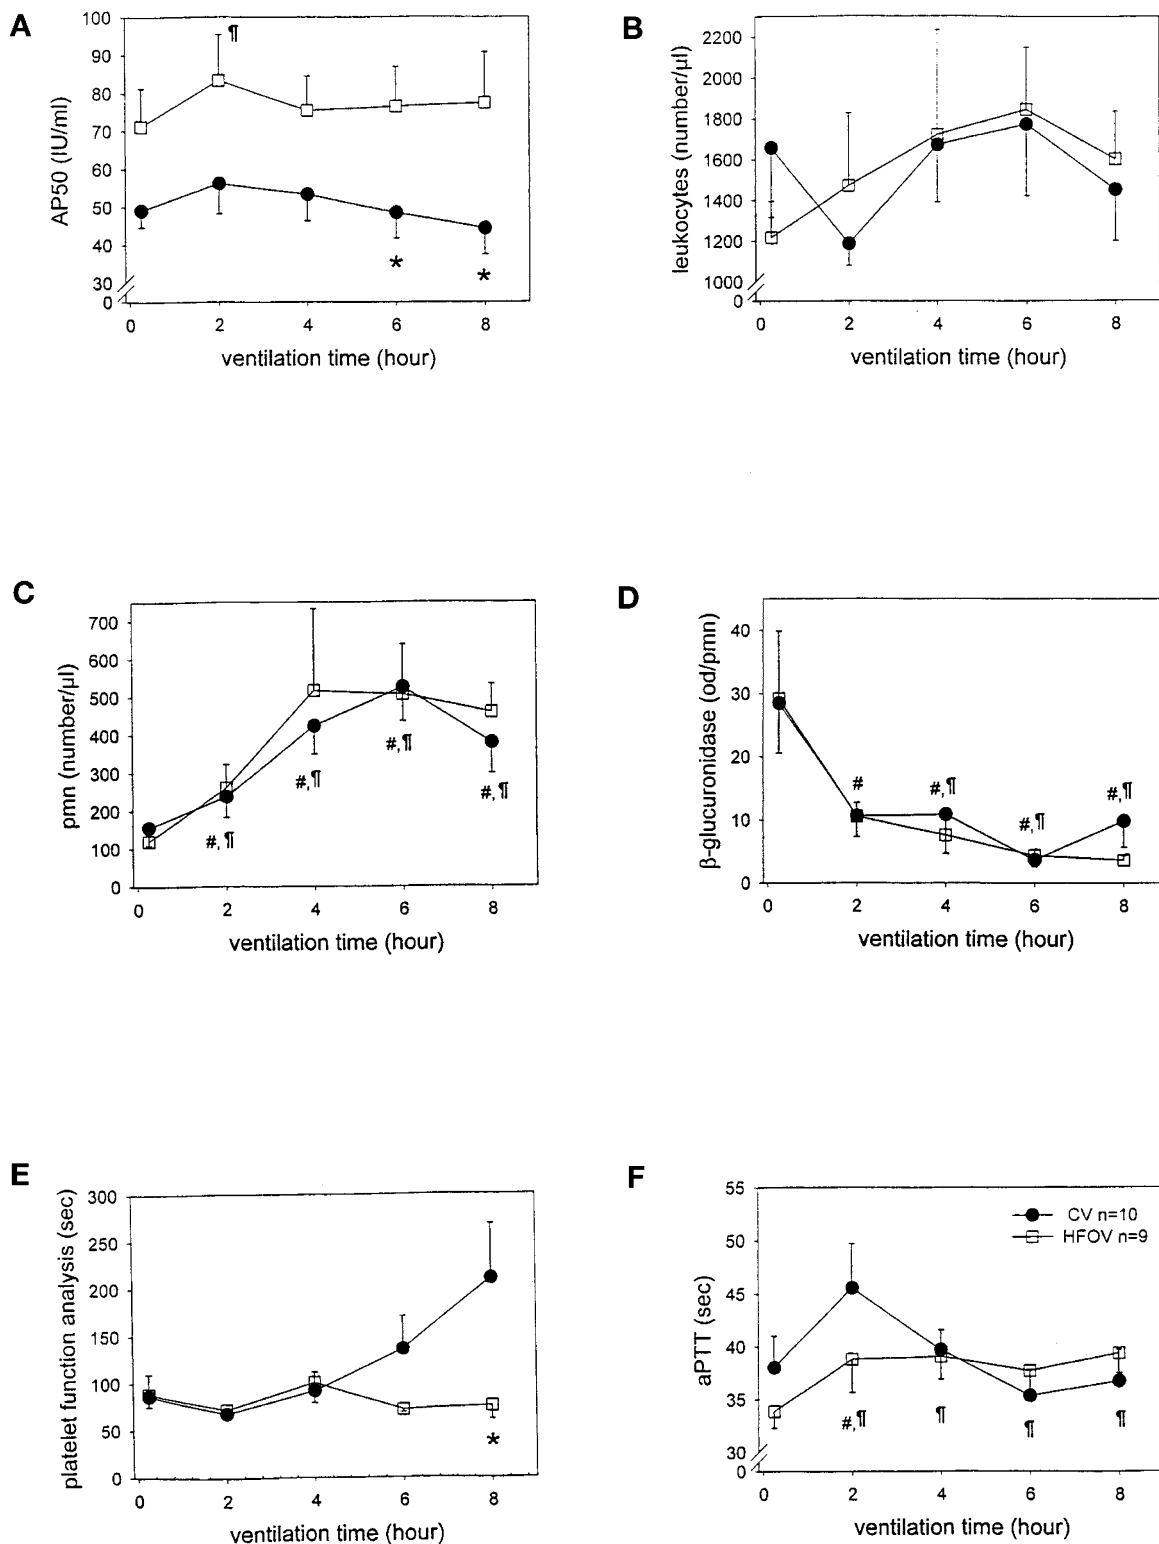 A
AP50 (IU/ml)
100
90
80
70
60
50
40
30
0
¶
*
*
0 2 4 6 8
ventilation time (hour)
B
leukocytes (number/µl)
2200
2000
1800
1600
1400
1200
1000
0
0 2 4 6 8
ventilation time (hour)
C
pmn (number/µl)
700
600
500
400
300
200
100
0
#,¶
#,¶
#,¶
#,¶
0 2 4 6 8
ventilation time (hour)
D
β-glucuronidase (od/pmn)
40
30
20
10
0
#
#,¶
#,¶
#,¶
0 2 4 6 8
ventilation time (hour)
E
platelet function analysis (sec)
300
250
200
150
100
50
0
*
0 2 4 6 8
ventilation time (hour)
F
aPTT (sec)
55
50
45
40
35
30
0
CV n=10
HFOV n=9
#,¶
¶
¶
¶
0 2 4 6 8
ventilation time (hour)